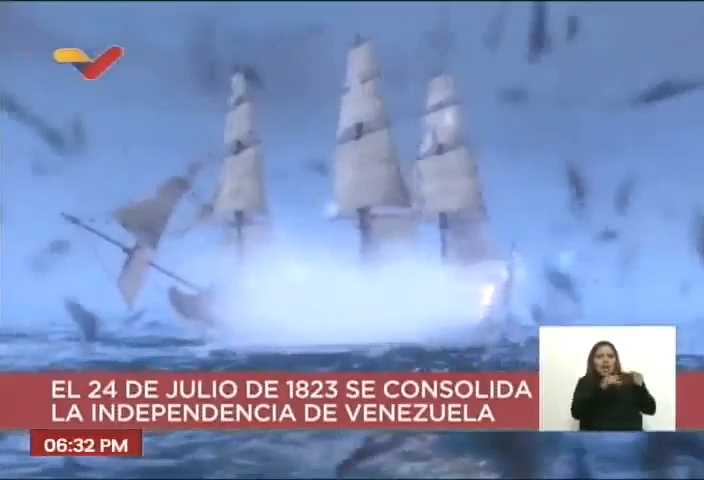 EL 24 DE JULIO DE 1823 SE CONSOLIDA
LA INDEPENDENCIA DE VENEZUELA
06:32 PM